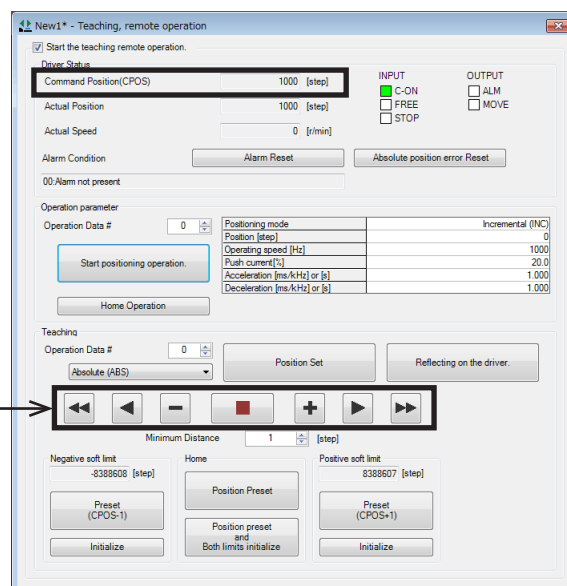 New1* - Teaching, remote operation
Start the teaching remote operation.
Driver Status
Command Position(CPOS) 1000 [step]
INPUT OUTPUT
C-ON ALM
Actual Position 1000 [step]
FREE MOVE
STOP
Actual Speed 0 [r/min]
Alarm Condition Alarm Reset Absolute position error Reset
00:Alarm not present
Operation parameter
Operation Data # 0
Positioning mode Incremental (INC)
Position [step] 0
Operating speed [Hz] 1000
Push current[%] 20.0
Acceleration [ms/kHz] or [s] 1.000
Deceleration [ms/kHz] or [s] 1.000
Start positioning operation.
Home Operation
Teaching
Operation Data # 0
Absolute (ABS)
Position Set
Reflecting on the driver.
Minimum Distance 1 [step]
Negative soft limit
-8388608 [step]
Preset
(CPOS-1)
Initialize
Home
Position Preset
Position preset
and
Both limits initialize
Positive soft limit
8388607 [step]
Preset
(CPOS+1)
Initialize